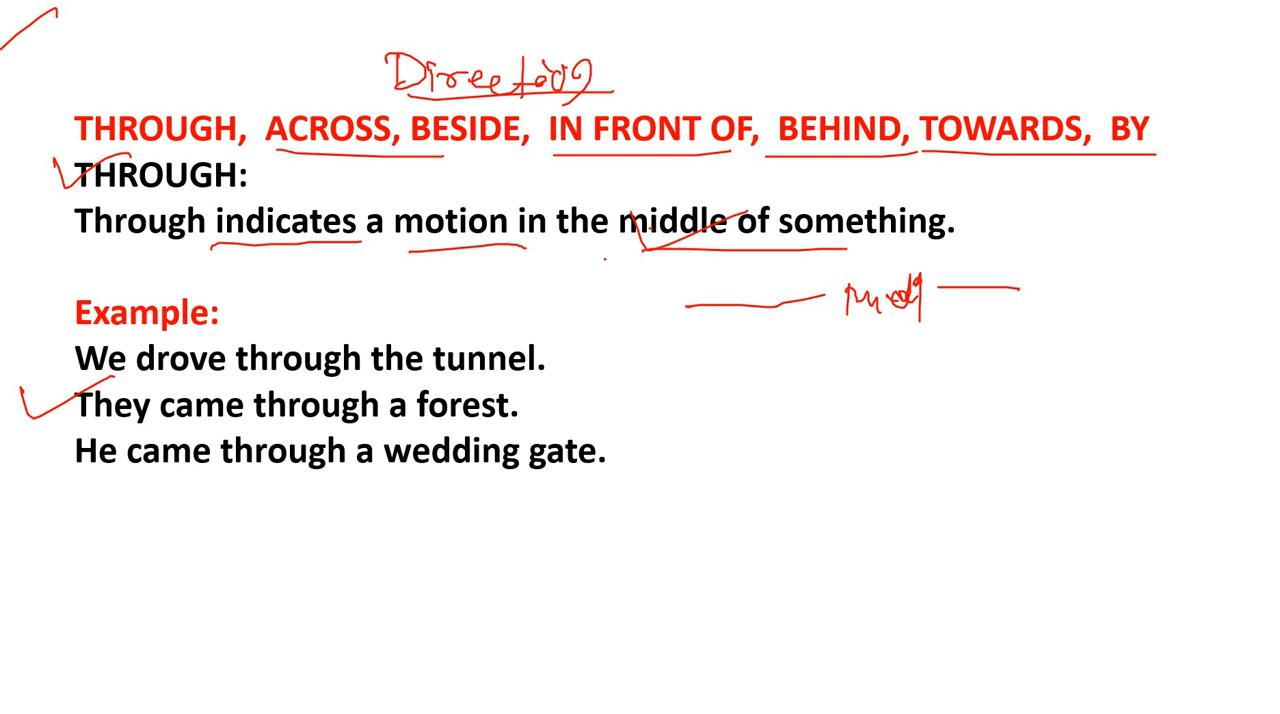 Direction
THROUGH, ACROSS, BESIDE, IN FRONT OF, BEHIND, TOWARDS, BY
THROUGH:
Through indicates a motion in the middle of something.
Example:
We drove through the tunnel.
They came through a forest.
He came through a wedding gate.